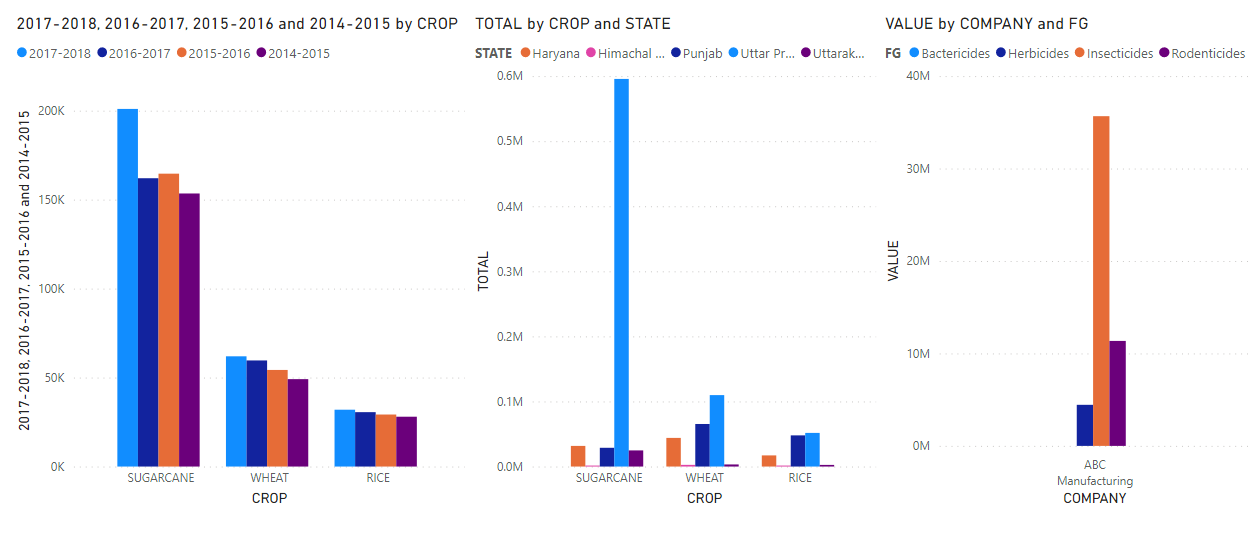 2017-2018, 2016-2017, 2015-2016 and 2014-2015 by CROP
2017-2018 2016-2017 2015-2016 2014-2015
2017-2018, 2016-2017, 2015-2016 and 2014-2015
200K
150K
100K
50K
0K
SUGARCANE WHEAT RICE
CROP
TOTAL by CROP and STATE
STATE Haryana Himachal ... Punjab Uttar Pr... Uttarak...
TOTAL
0.6M
0.5M
0.4M
0.3M
0.2M
0.1M
0.0M
SUGARCANE WHEAT RICE
CROP
VALUE by COMPANY and FG
FG Bactericides Herbicides Insecticides Rodenticides
VALUE
40M
30M
20M
10M
0M
ABC
Manufacturing
COMPANY